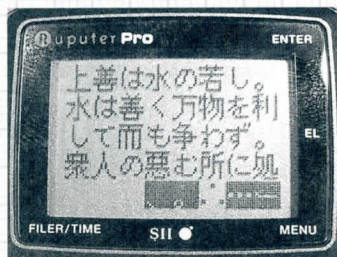 Ruputer Pro
ENTER
上善は水の若し。
水は善く万物を利
して而も争わず。
衆人の悪む所に処
EL
FILER/TIME
SII
MENU